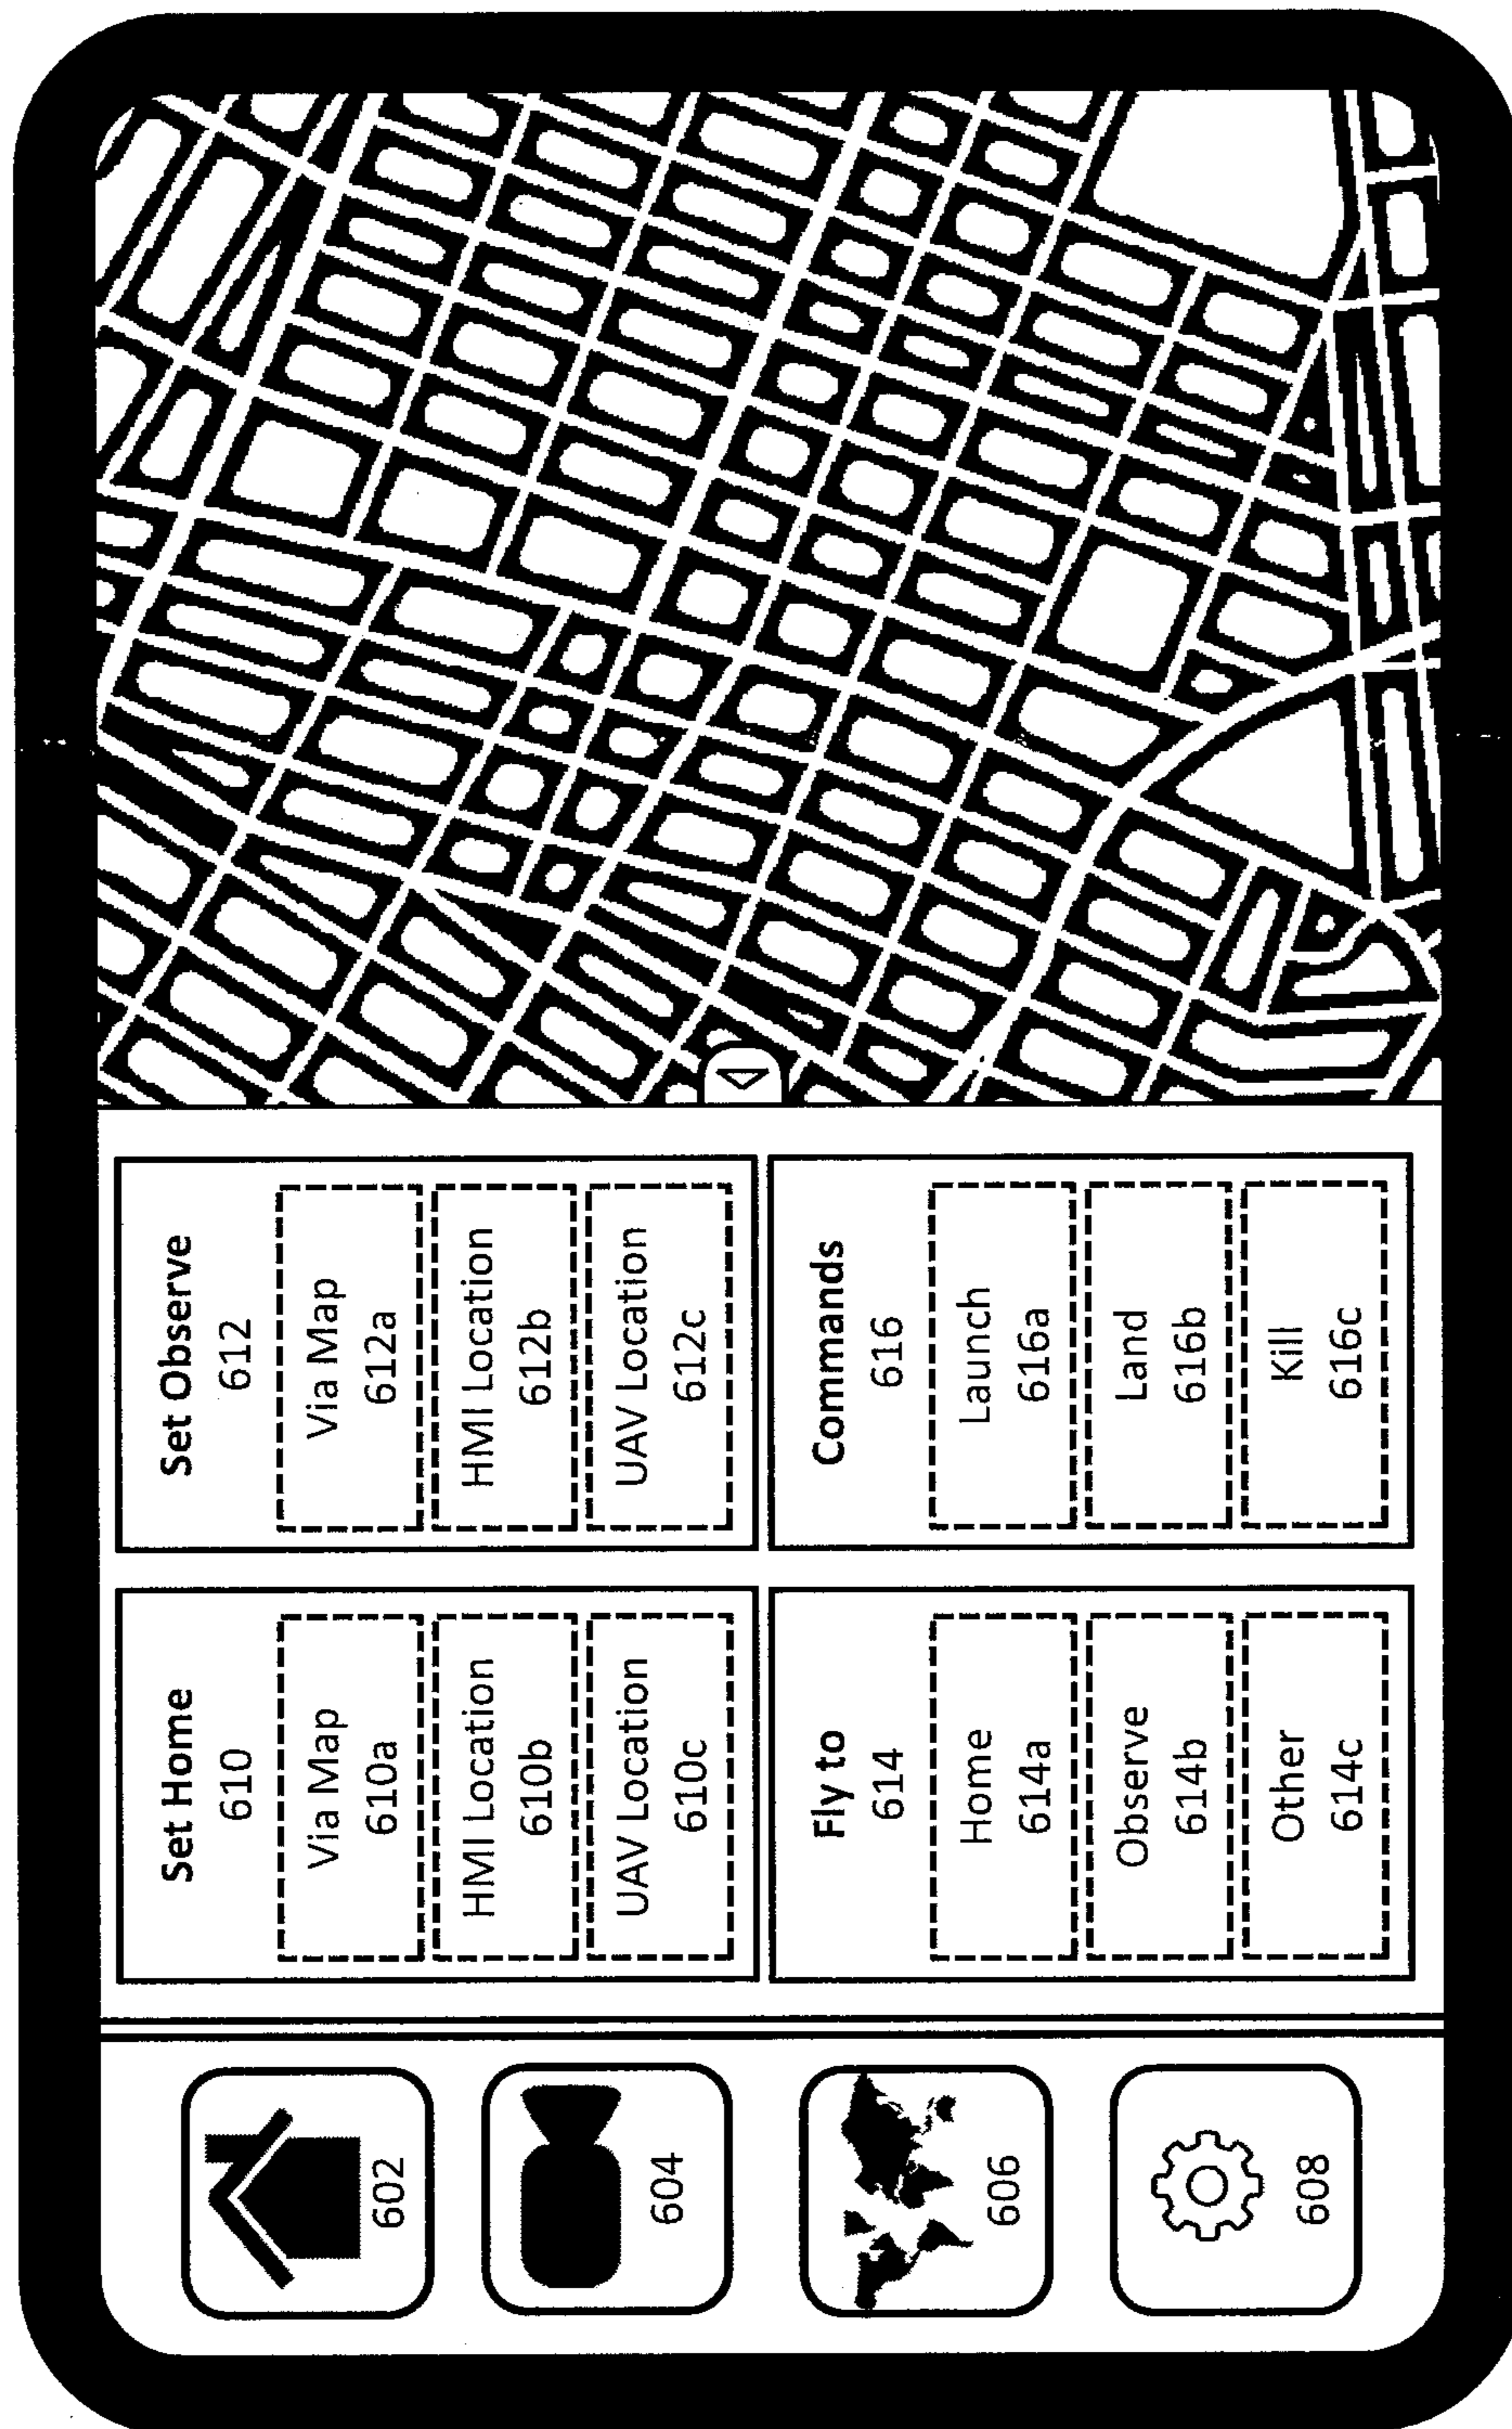 602
604
606
608
Set Home
610
Via Map
610a
HMI Location
610b
UAV Location
610c
Set Observe
612
Via Map
612a
HMI Location
612b
UAV Location
612c
Fly to
614
Home
614a
Observe
614b
Other
614c
Commands
616
Launch
616a
Land
616b
Kill
616c